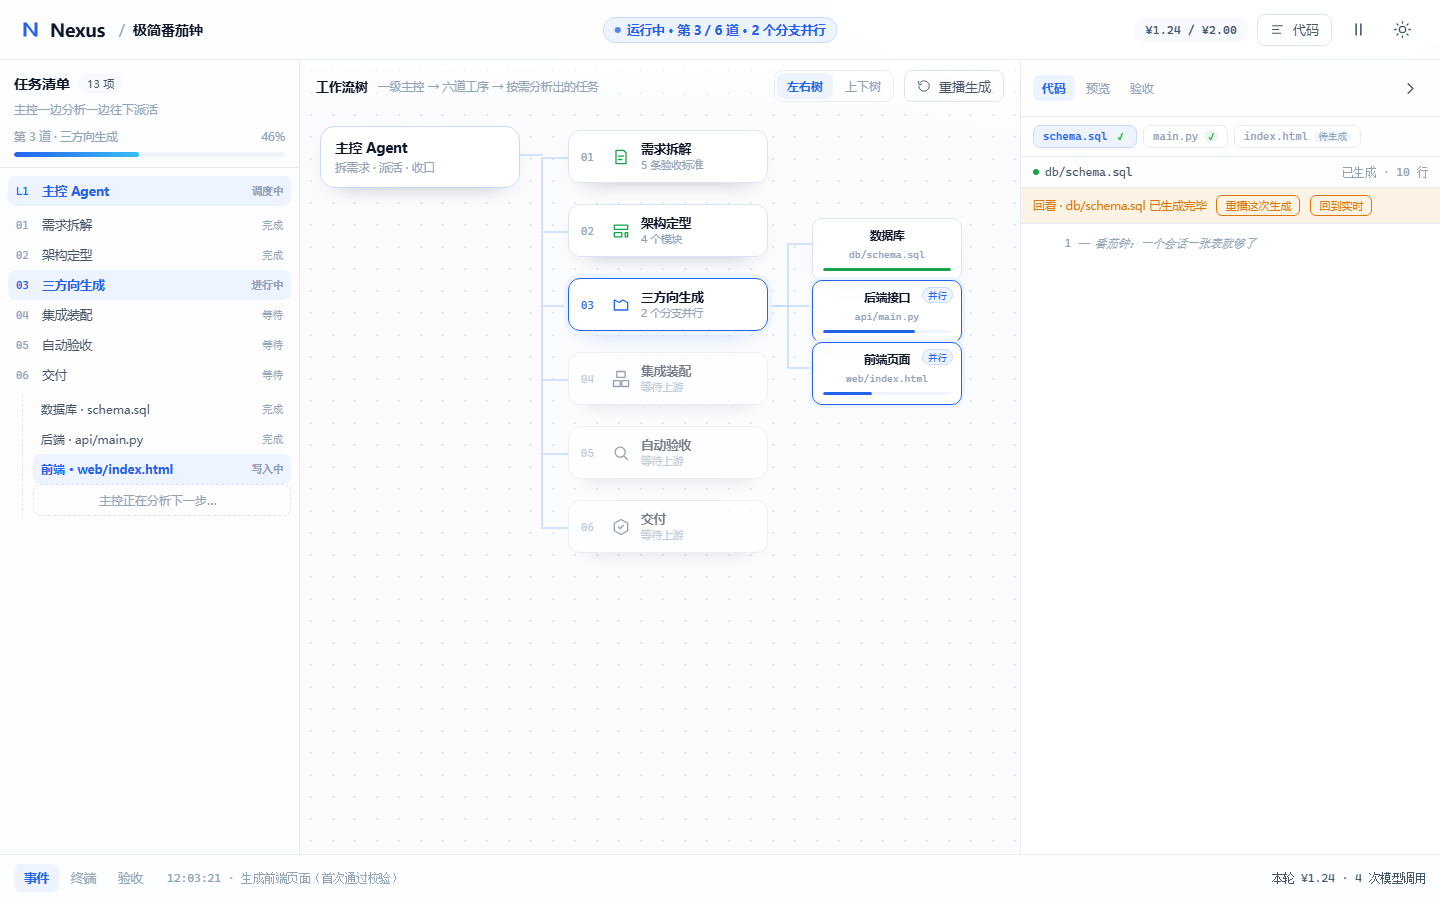 Nexus / 极简番茄钟
运行中 • 第 3 / 6 道 • 2 个分支并行
¥1.24 / ¥2.00
代码
任务清单 13 项
主控一边分析一边往下派活
第 3 道 · 三方向生成 46%
L1 主控 Agent 调度中
01 需求拆解 完成
02 架构定型 完成
03 三方向生成 进行中
04 集成装配 等待
05 自动验收 等待
06 交付 等待
数据库 · schema.sql 完成
后端 · api/main.py 完成
前端 • web/index.html 写入中
主控正在分析下一步...
工作流树 一级主控 → 六道工序 → 按需分析出的任务
左右树 上下树
重播生成
主控 Agent
拆需求 · 派活 · 收口
01 需求拆解
5 条验收标准
02 架构定型
4 个模块
03 三方向生成
2 个分支并行
04 集成装配
等待上游
05 自动验收
等待上游
06 交付
等待上游
数据库
db/schema.sql
后端接口 并行
api/main.py
前端页面 并行
web/index.html
代码 预览 验收
schema.sql ✓ main.py ✓ index.html 待生成
db/schema.sql 已生成 · 10 行
回看 · db/schema.sql 已生成完毕 重播这次生成 回到实时
1 — 番茄钟: 一个会话一张表就够了
事件 终端 验收 12:03:21 · 生成前端页面（首次通过校验）
本轮 ¥1.24 · 4 次模型调用